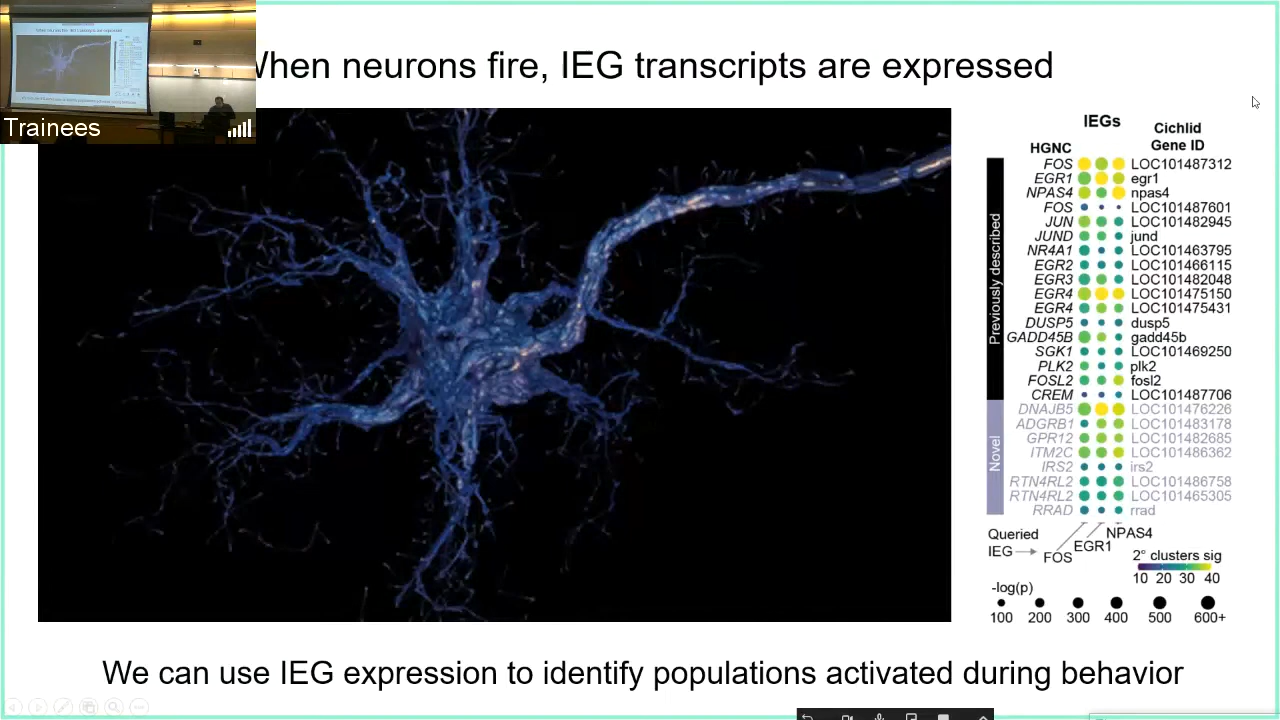 Trainees
When neurons fire, IEG transcripts are expressed
IEGs
HGNC
Cichlid
Gene ID
Previously described
FOS LOC101487312
EGR1 egr1
NPAS4 npas4
FOS LOC101487601
JUN LOC101482945
JUND jund
NR4A1 LOC101463795
EGR2 LOC101466115
EGR3 LOC101482048
EGR4 LOC101475150
EGR4 LOC101475431
DUSP5 dusp5
GADD45B gadd45b
SGK1 LOC101469250
PLK2 plk2
FOSL2 fosl2
CREM LOC101487706
Novel
DNAJB5 LOC101476226
ADGRB1 LOC101483178
GPR12 LOC101482685
ITM2C LOC101486362
IRS2 irs2
RTN4RL2 LOC101486758
RTN4RL2 LOC101465305
RRAD rrad
Queried
IEG → FOS EGR1 NPAS4
2° clusters sig
10 20 30 40
-log(p)
100 200 300 400 500 600+
We can use IEG expression to identify populations activated during behavior